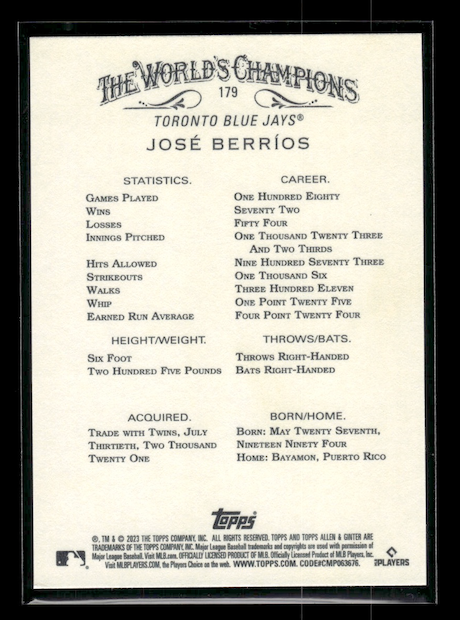 THE WORLD'S CHAMPIONS
179
TORONTO BLUE JAYS®
JOSÉ BERRÍOS
STATISTICS. CAREER.
GAMES PLAYED ONE HUNDRED EIGHTY
WINS SEVENTY TWO
LOSSES FIFTY FOUR
INNINGS PITCHED ONE THOUSAND TWENTY THREE
AND TWO THIRDS
HITS ALLOWED NINE HUNDRED SEVENTY THREE
STRIKEOUTS ONE THOUSAND SIX
WALKS THREE HUNDRED ELEVEN
WHIP ONE POINT TWENTY FIVE
EARNED RUN AVERAGE FOUR POINT TWENTY FOUR
HEIGHT/WEIGHT. THROWS/BATS.
SIX FOOT THROWS RIGHT-HANDED
TWO HUNDRED FIVE POUNDS BATS RIGHT-HANDED
ACQUIRED. BORN/HOME.
TRADE WITH TWINS, JULY BORN: MAY TWENTY SEVENTH,
THIRTIETH, TWO THOUSAND NINETEEN NINETY FOUR
TWENTY ONE HOME: BAYAMON, PUERTO RICO
Topps
®, TM & © 2023 THE TOPPS COMPANY, INC. ALL RIGHTS RESERVED. TOPPS AND TOPPS ALLEN & GINTER ARE
TRADEMARKS OF THE TOPPS COMPANY, INC. Major League Baseball trademarks and copyrights are used with permission of
Major League Baseball. Visit MLB.com. OFFICIALLY LICENSED PRODUCT OF MLB. Officially Licensed Product of MLB Players, Inc.
Visit MLBPLAYERS.COM, the Players Choice on the web. WWW.TOPPS.COM. CODE#CMP063676.
PLAYERS